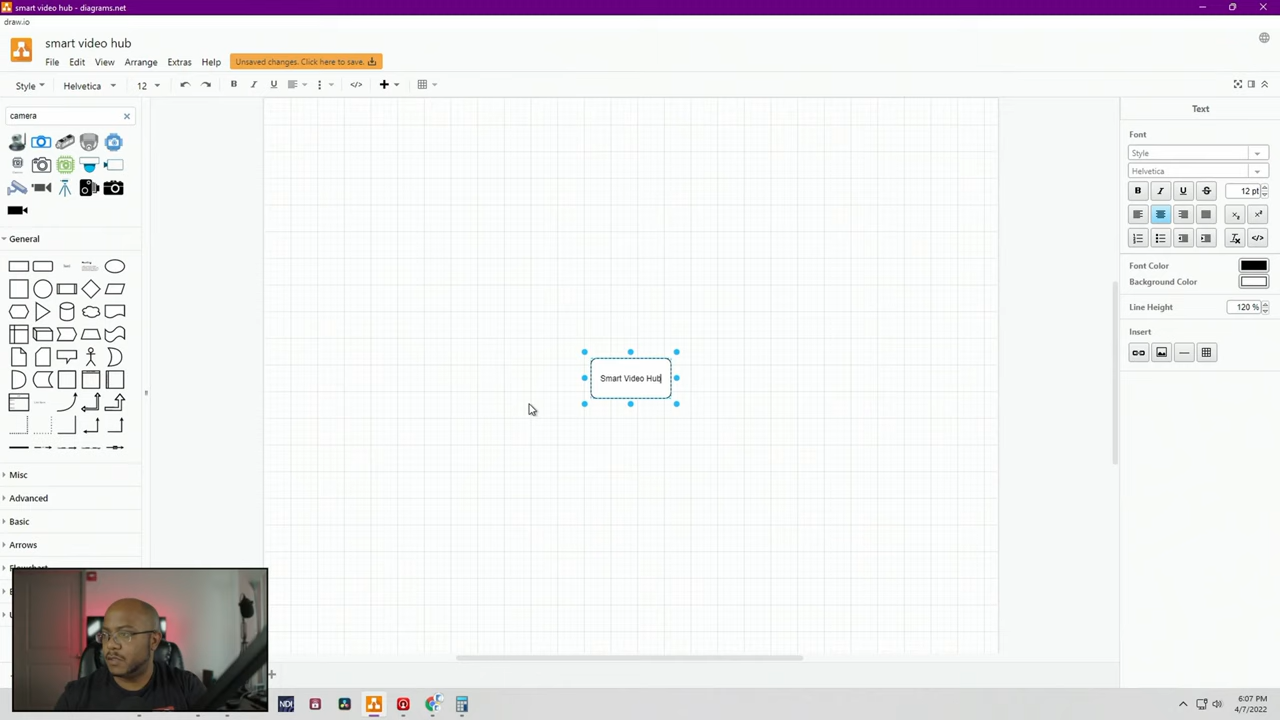 smart video hub - diagrams.net
draw.io
smart video hub
File Edit View Arrange Extras Help Unsaved changes. Click here to save.
Style Helvetica 12 B I U
camera
General
Misc
Advanced
Basic
Arrows
Smart Video Hub
Text
Font
Style
Helvetica
B I U S 12 pt
Font Color
Background Color
Line Height 120 %
Insert
NDI
6:07 PM
4/7/2022